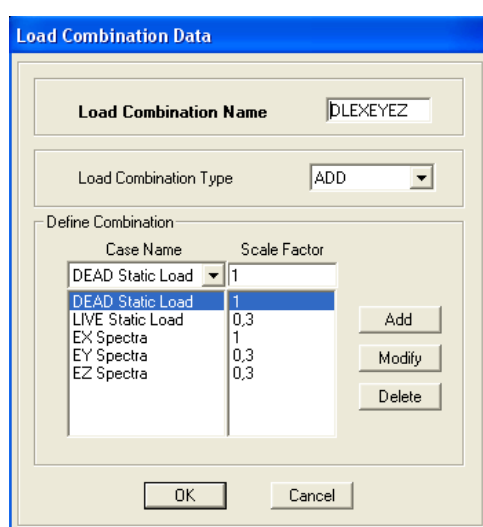 Load Combination Data
Load Combination Name DLEXEYEZ
Load Combination Type ADD
Define Combination
Case Name Scale Factor
DEAD Static Load 1
DEAD Static Load 1
LIVE Static Load 0,3
EX Spectra 1
EY Spectra 0,3
EZ Spectra 0,3
Add
Modify
Delete
OK Cancel